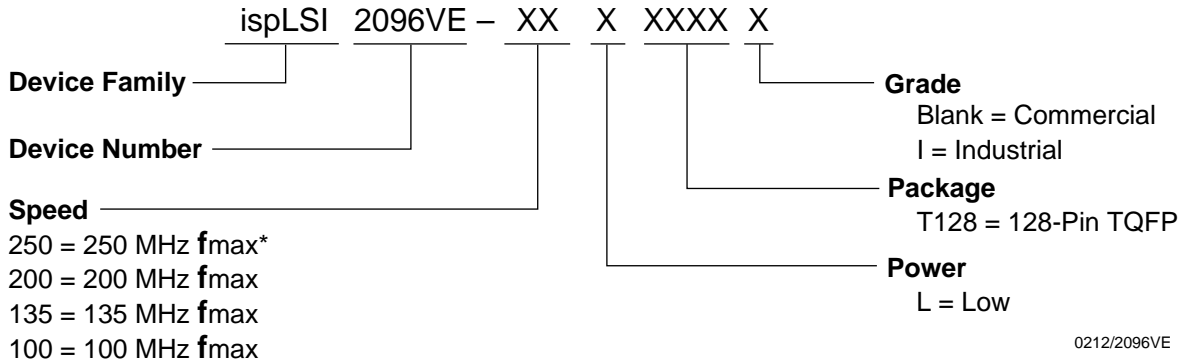 ispLSI 2096VE – XX X XXXX X
Device Family
Device Number
Speed
250 = 250 MHz fmax*
200 = 200 MHz fmax
135 = 135 MHz fmax
100 = 100 MHz fmax
Grade
Blank = Commercial
I = Industrial
Package
T128 = 128-Pin TQFP
Power
L = Low
0212/2096VE